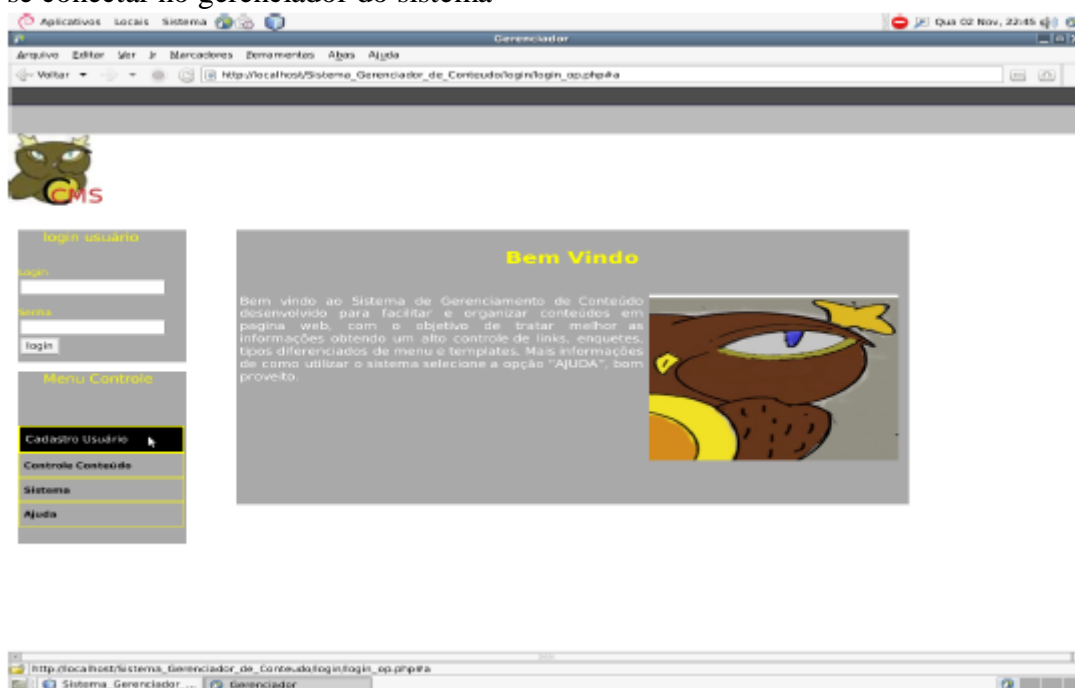 se conectar no gerenciador do sistema
Aplicativos Locais Sistema
Qua 02 Nov, 22:45
Gerenciador
Arquivo Editar Ver Ir Marcadores Ferramentas Abas Ajuda
Voltar
http://localhost/Sistema_Gerenciador_de_Conteudo/login/login_op.php#a
CMS
login usuário
Login
Senha
login
Menu Controle
Cadastro Usuário
Controle Conteúdo
Sistema
Ajuda
Bem Vindo
Bem vindo ao Sistema de Gerenciamento de Conteúdo
desenvolvido para facilitar e organizar conteúdos em
pagina web, com o objetivo de tratar melhor as
informações obtendo um alto controle de links, enquetes,
tipos diferenciados de menu e templates. Mais informações
de como utilizar o sistema selecione a opção "AJUDA", bom
proveito.
http://localhost/Sistema_Gerenciador_de_Conteudo/login/login_op.php#a
Sistema_Gerenciador ...
Gerenciador